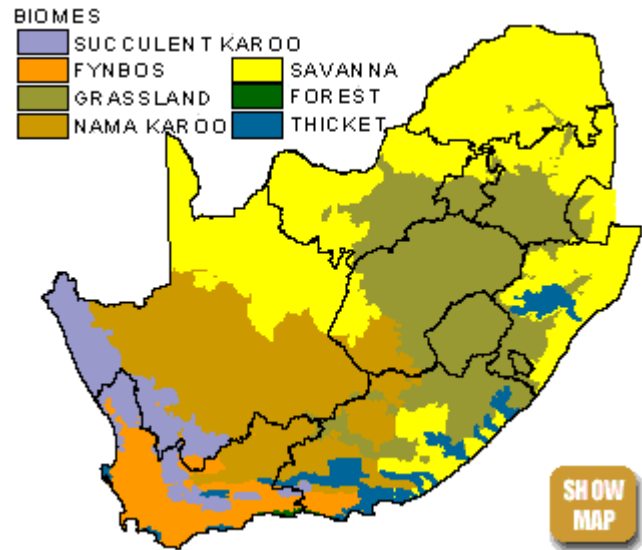 BIOMES
SUCCULENT KAROO
FYNBOS
GRASSLAND
NAMA KAROO
SAVANNA
FOREST
THICKET
SHOW
MAP